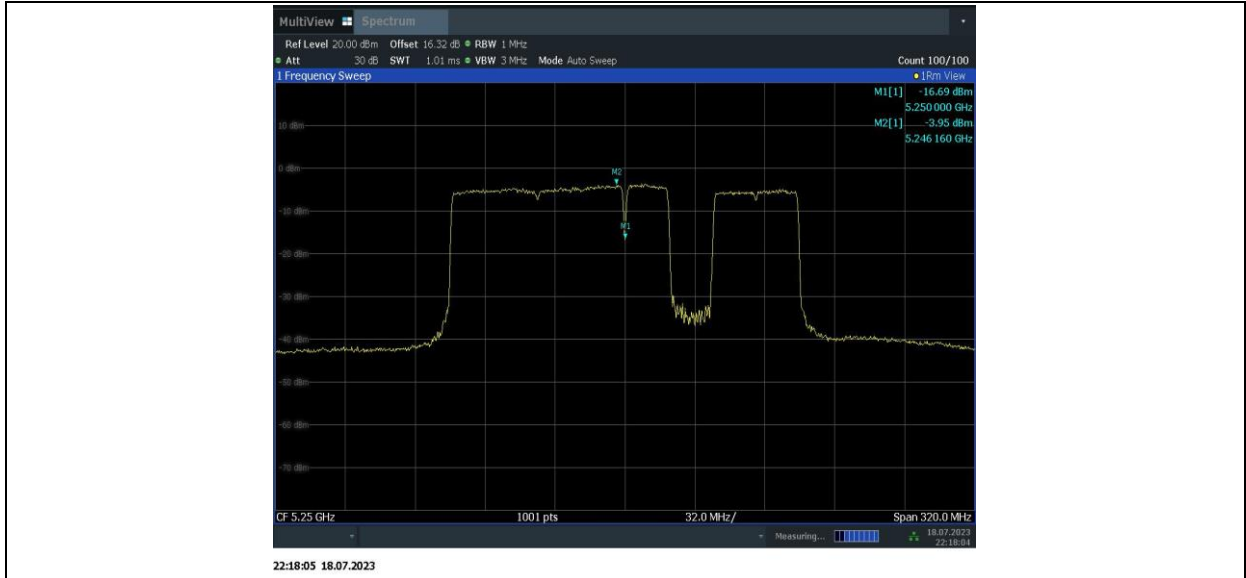 MultiView Spectrum
Ref Level 20.00 dBm Offset 16.32 dB RBW 1 MHz
Att 30 dB SWT 1.01 ms VBW 3 MHz Mode Auto Sweep Count 100/100
1 Frequency Sweep 1Rm View
M1[1] -16.69 dBm
5.250 000 GHz
10 dBm
M2[1] -3.95 dBm
5.246 160 GHz
0 dBm
M2
-10 dBm
M1
-20 dBm
-30 dBm
-40 dBm
-50 dBm
-60 dBm
-70 dBm
CF 5.25 GHz 1001 pts 32.0 MHz/ Span 320.0 MHz
Measuring... 18.07.2023
22:18:04
22:18:05 18.07.2023